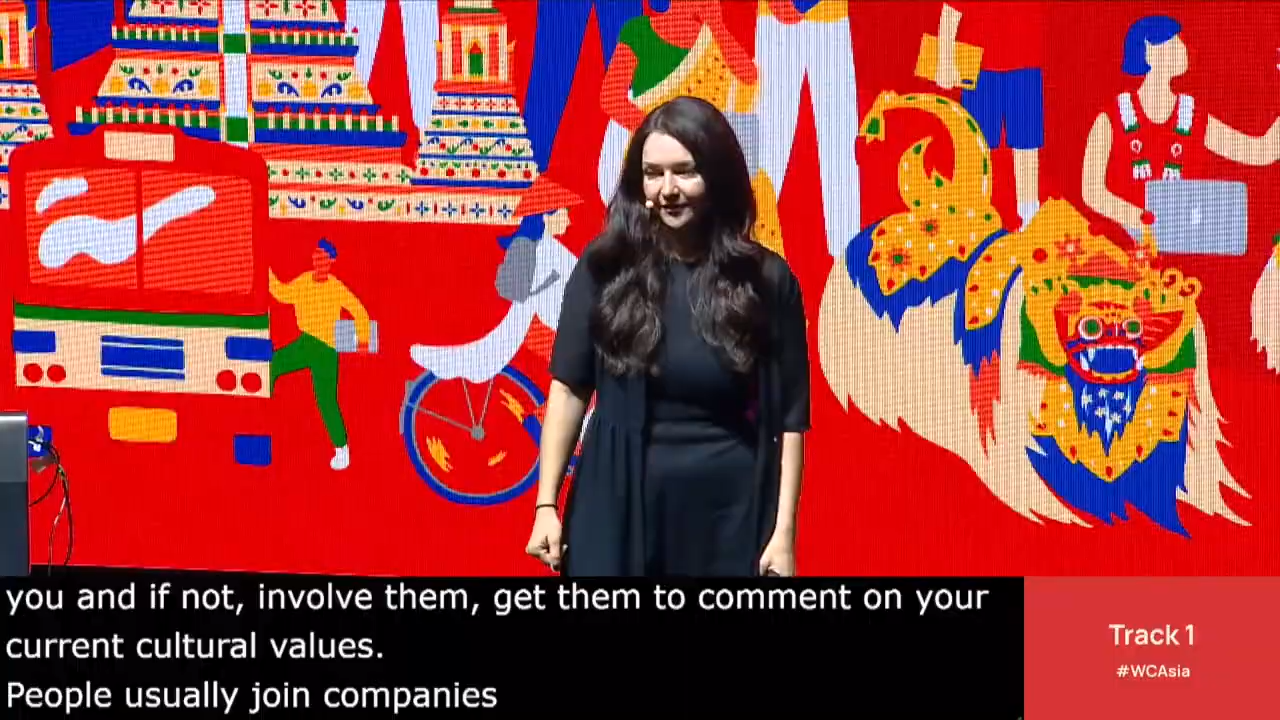 you and if not, involve them, get them to comment on your
current cultural values.
People usually join companies
Track 1
#WCAsia